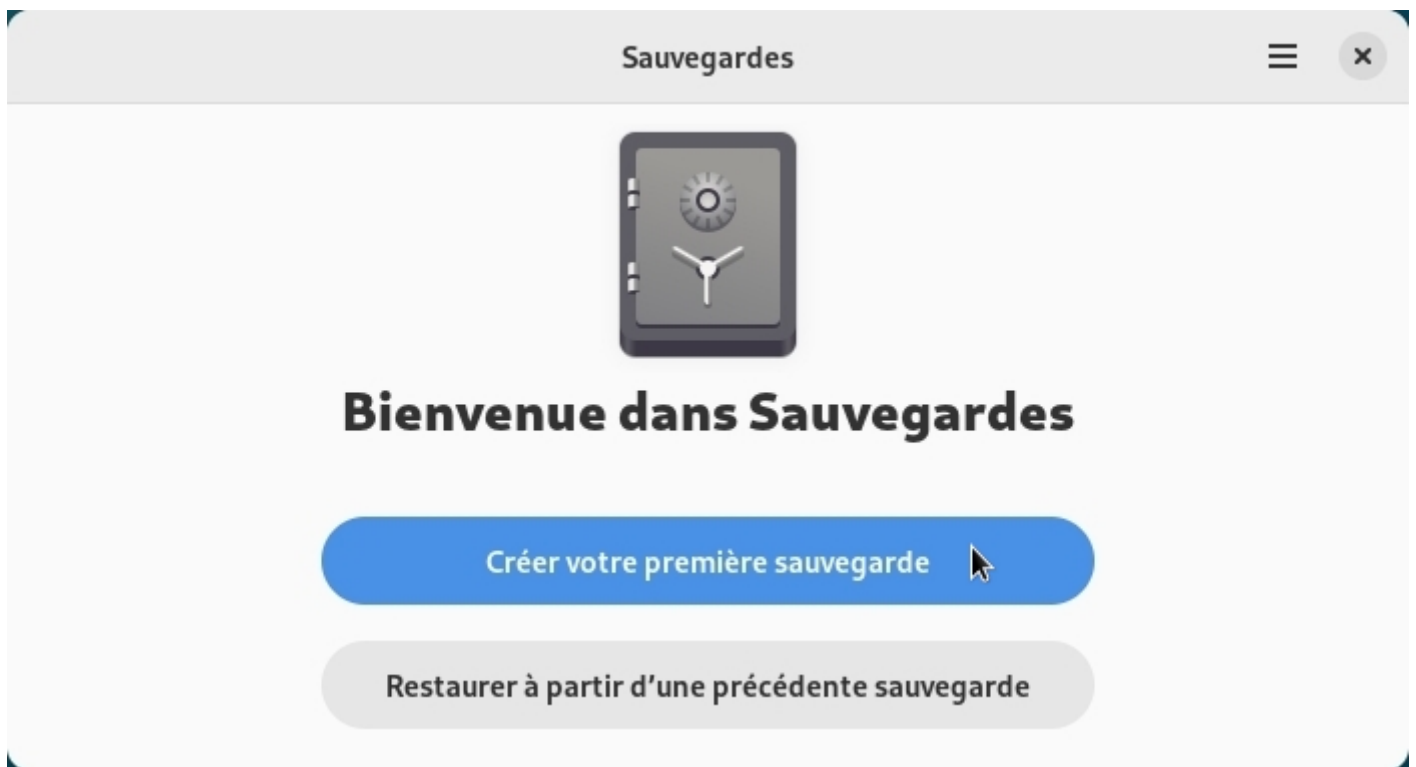 Sauvegardes
Bienvenue dans Sauvegardes
Créer votre première sauvegarde
Restaurer à partir d’une précédente sauvegarde